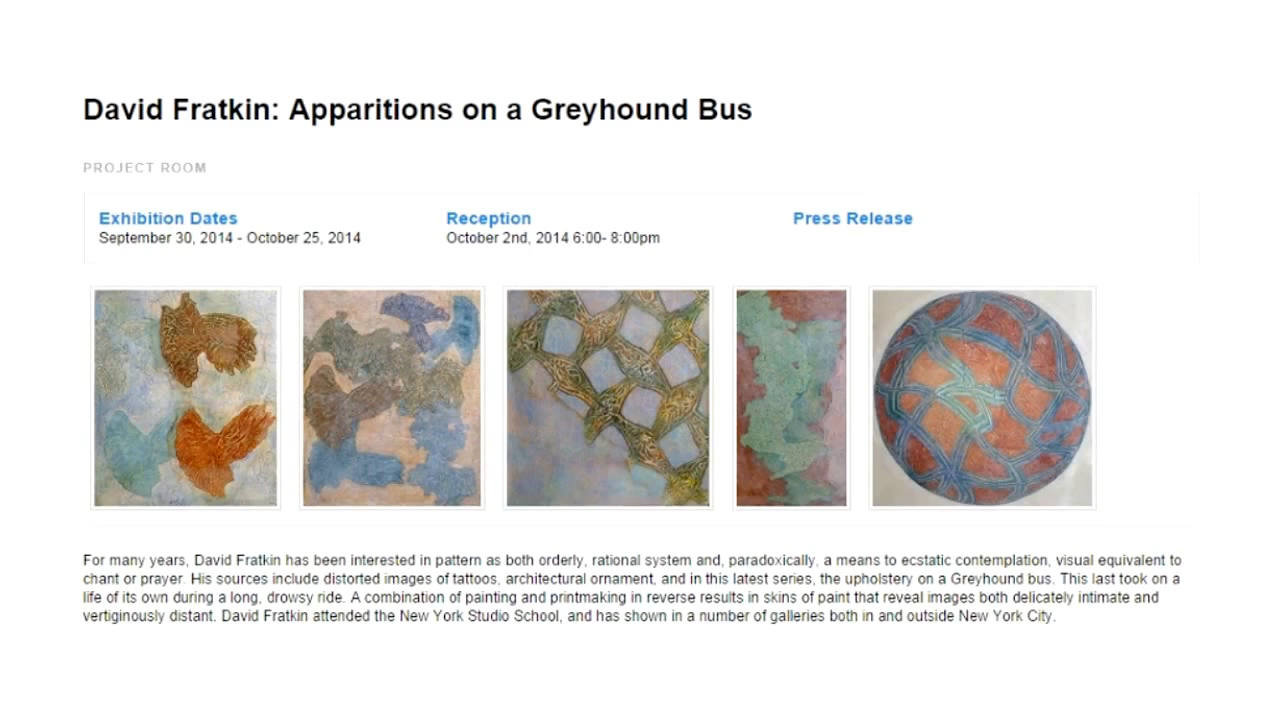 David Fratkin: Apparitions on a Greyhound Bus
PROJECT ROOM
Exhibition Dates
September 30, 2014 - October 25, 2014
Reception
October 2nd, 2014 6:00- 8:00pm
Press Release
For many years, David Fratkin has been interested in pattern as both orderly, rational system and, paradoxically, a means to ecstatic contemplation, visual equivalent to
chant or prayer. His sources include distorted images of tattoos, architectural ornament, and in this latest series, the upholstery on a Greyhound bus. This last took on a
life of its own during a long, drowsy ride. A combination of painting and printmaking in reverse results in skins of paint that reveal images both delicately intimate and
vertiginously distant. David Fratkin attended the New York Studio School, and has shown in a number of galleries both in and outside New York City.